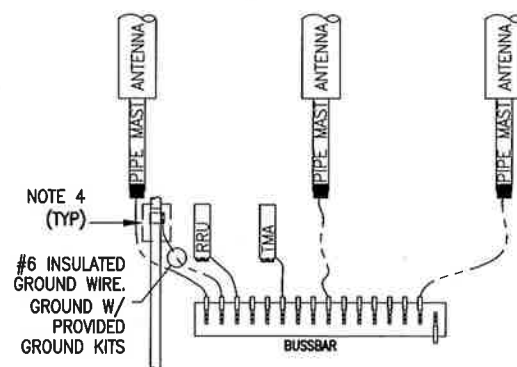 ANTENNA
PIPE MAST
ANTENNA
PIPE MAST
ANTENNA
PIPE MAST
NOTE 4
(TYP)
RRU
TMA
#6 INSULATED
GROUND WIRE.
GROUND W/
PROVIDED
GROUND KITS
BUSSBAR